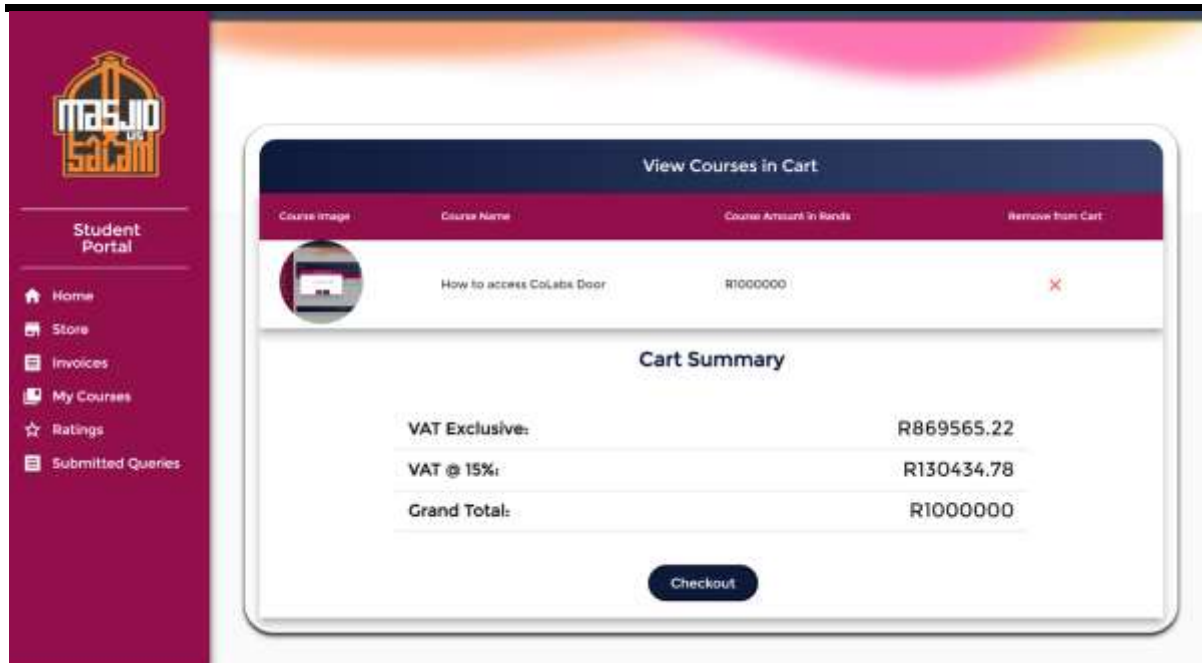 masjid
us
salam
Student
Portal
Home
Store
Invoices
My Courses
Ratings
Submitted Queries
View Courses in Cart
Course Image Course Name Course Amount in Rands Remove from Cart
How to access CoLabs Door R1000000
Cart Summary
VAT Exclusive: R869565.22
VAT @ 15%: R130434.78
Grand Total: R1000000
Checkout